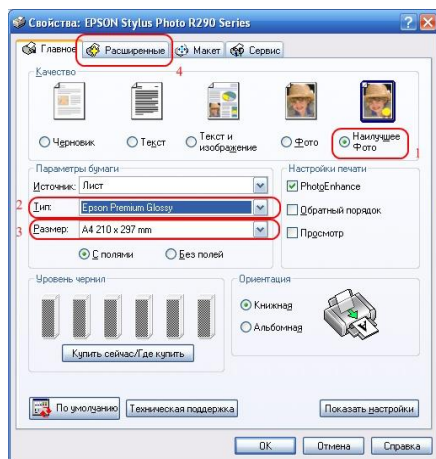 Свойства: EPSON Stylus Photo R290 Series
Главное Расширенные Макет Сервис
4
Качество
Черновик Текст Текст и изображение Фото Наилучшее Фото
1
Параметры бумаги Настройки печати
Источник: Лист PhotoEnhance
2 Тип: Epson Premium Glossy Обратный порядок
3 Размер: A4 210 x 297 mm Просмотр
С полями Без полей
Уровень чернил Ориентация
Книжная
Альбомная
A
Купить сейчас/Где купить
По умолчанию Техническая поддержка Показать настройки
OK Отмена Справка